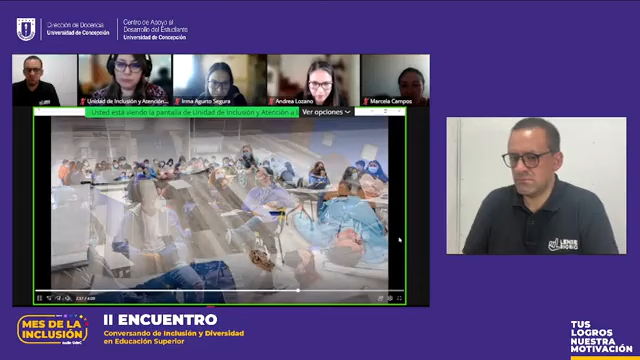 Dirección de Docencia
Universidad de Concepción
Centro de Apoyo al
Desarrollo del Estudiante
Universidad de Concepción
Unidad de Inclusión y Atención...
Irma Agurto Segura
Andrea Lozano
Marcela Campos
Usted está viendo la pantalla de Unidad de Inclusión y Atención a l
Ver opciones
MES DE LA
INCLUSIÓN
II ENCUENTRO
Conversando de Inclusión y Diversidad
en Educación Superior
TUS
LOGROS
NUESTRA
MOTIVACIÓN